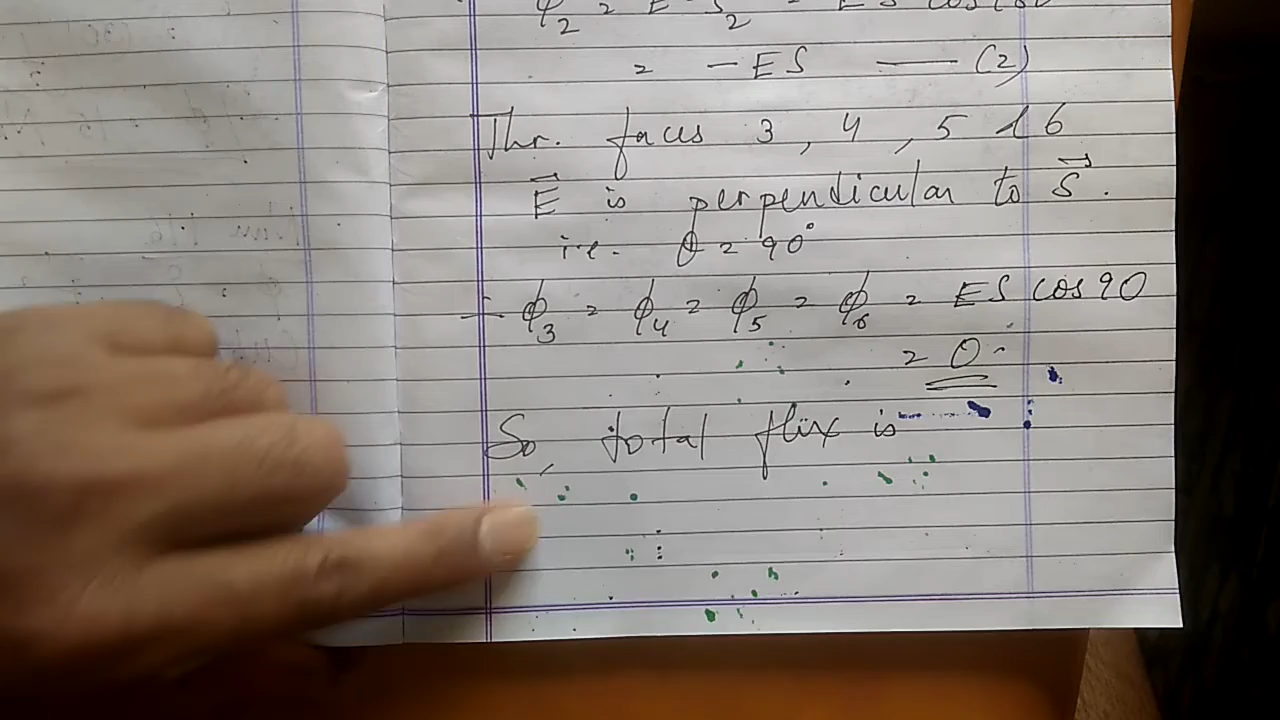 = - ES —— (2)
Thr. faces 3, 4, 5 & 6
E⃗ is perpendicular to S⃗.
i.e. θ = 90°
∴ ϕ₃ = ϕ₄ = ϕ₅ = ϕ₆ = ES cos 90
= 0.
So, total flux is